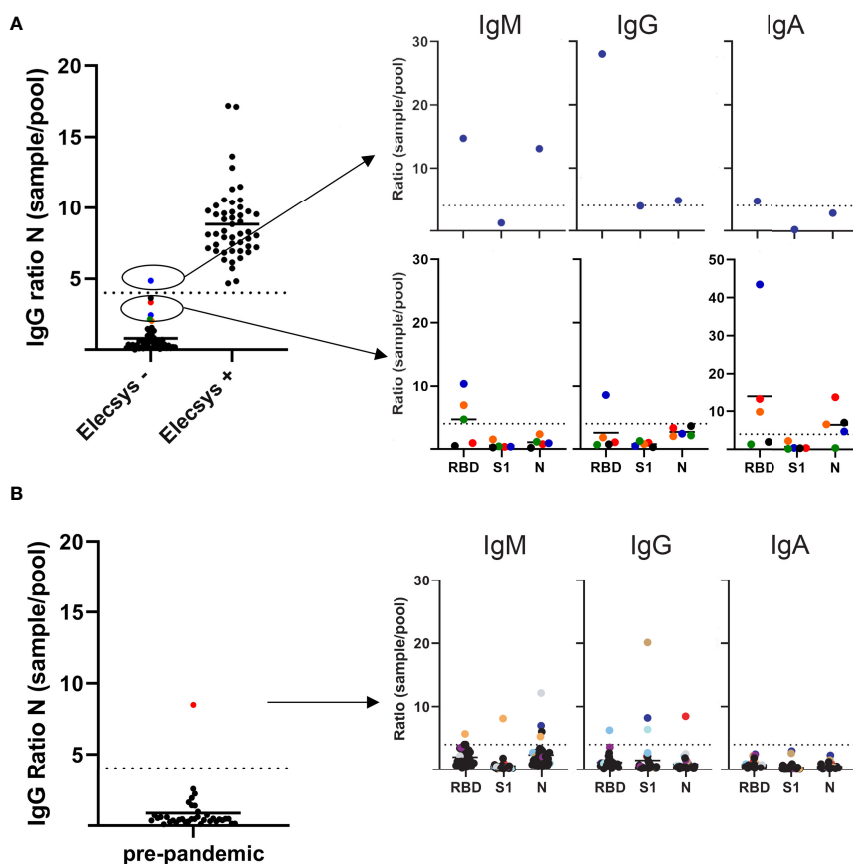 A
IgM IgG IgA
IgG ratio N (sample/pool)
20
15
10
5
Elecsys - Elecsys +
Ratio (sample/pool)
30
20
10
Ratio (sample/pool)
30
20
10
50
40
30
20
10
RBD S1 N RBD S1 N RBD S1 N
B
IgM IgG IgA
IgG Ratio N (sample/pool)
20
15
10
5
pre-pandemic
Ratio (sample/pool)
30
20
10
RBD S1 N RBD S1 N RBD S1 N